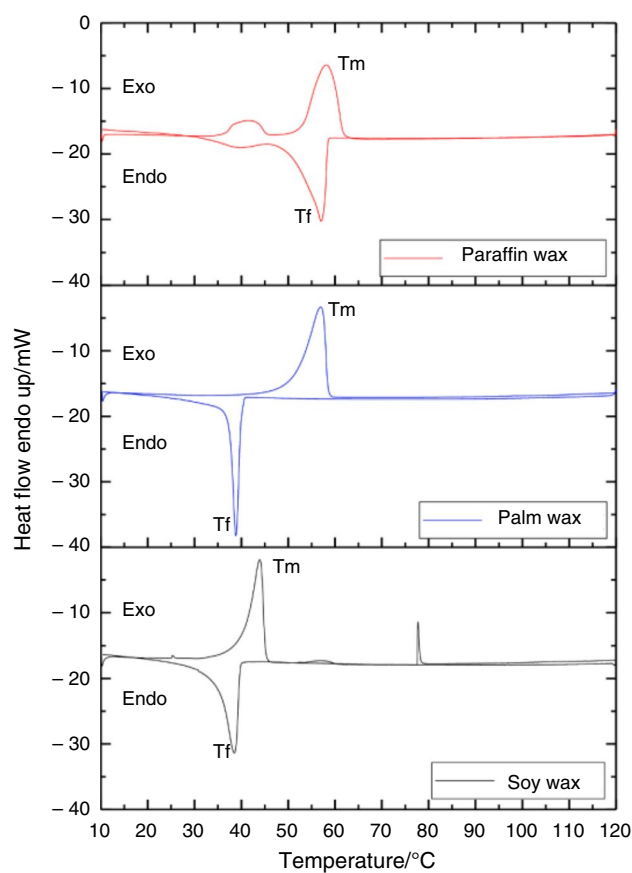 0
Tm
Exo
– 10
– 20
Endo
Tf
– 30
Paraffin wax
– 40
Tm
Exo
– 10
– 20
Endo
– 30
Tf
Palm wax
– 40
Tm
Exo
– 10
– 20
Endo
– 30
Tf
Soy wax
– 40
10 20 30 40 50 60 70 80 90 100 110 120
Temperature/°C
Heat flow endo up/mW